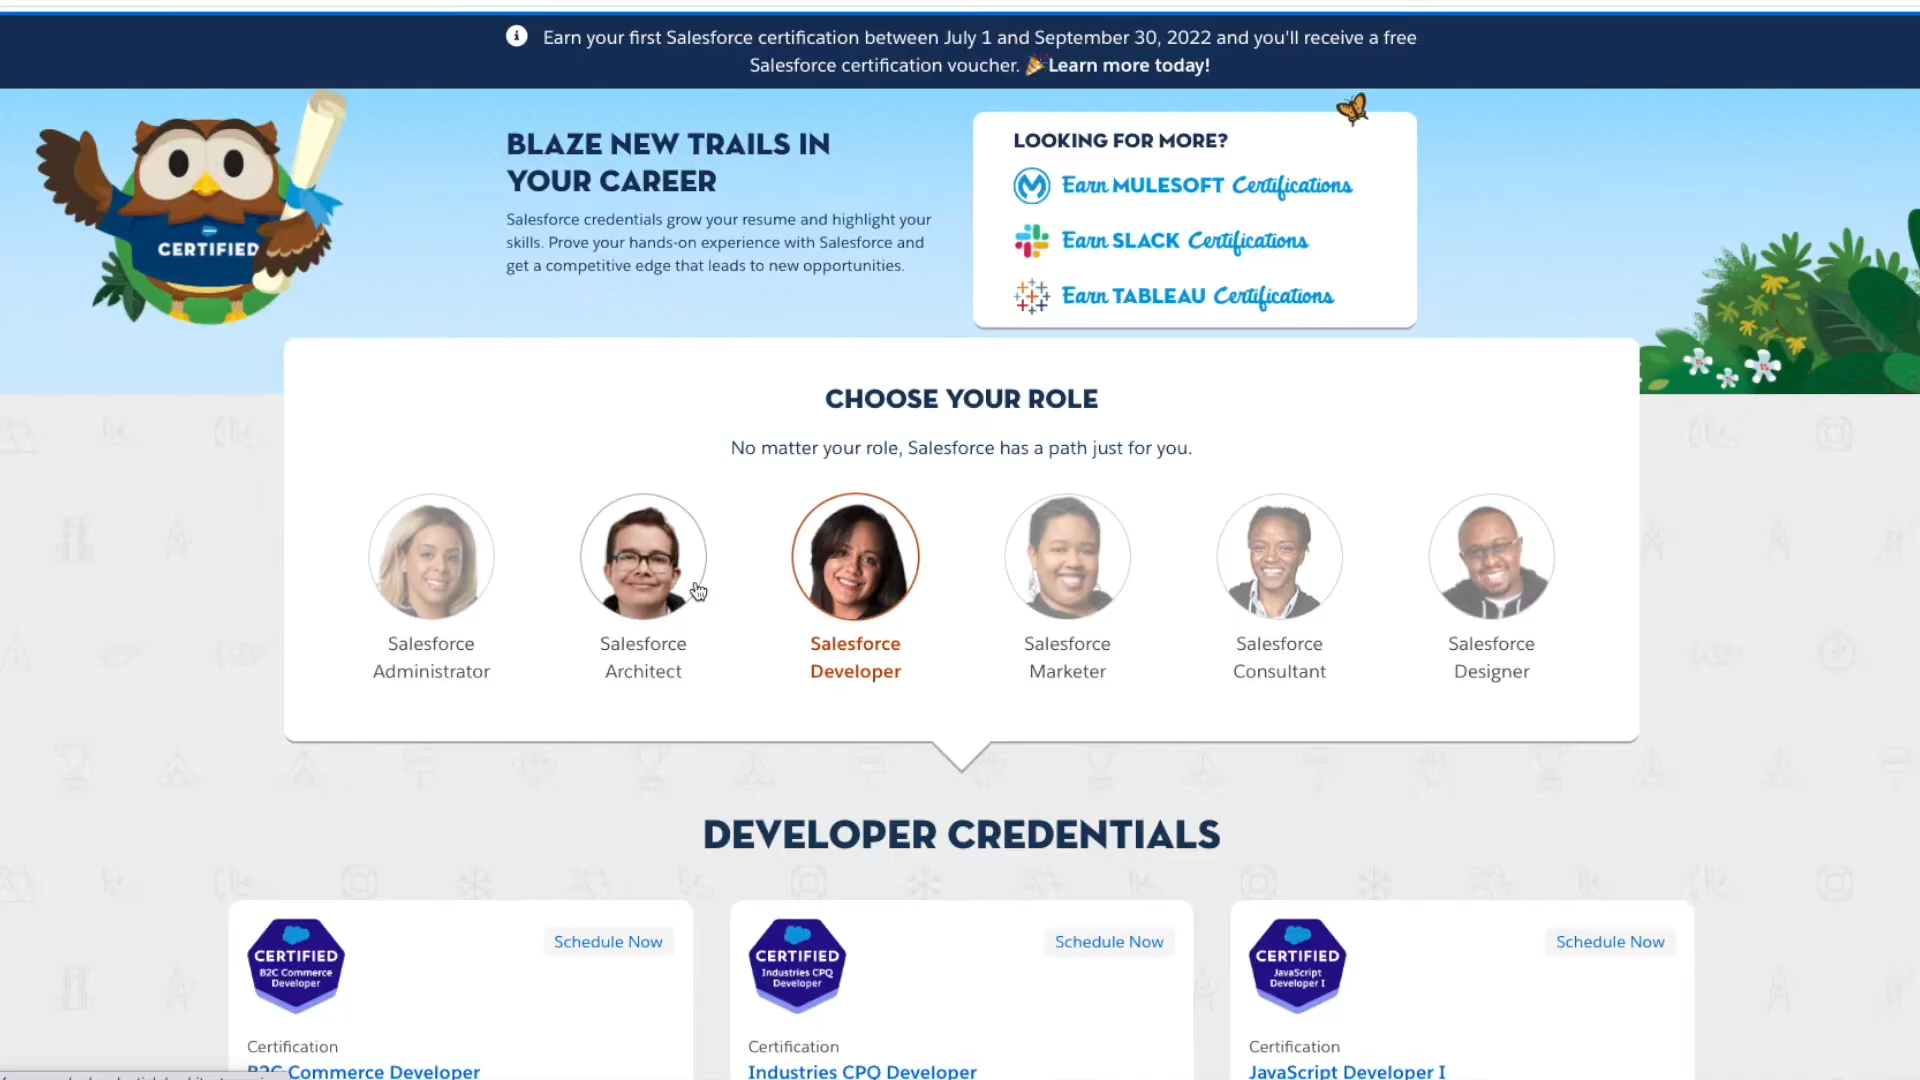 Earn your first Salesforce certification between July 1 and September 30, 2022 and you'll receive a free
Salesforce certification voucher. 🎉Learn more today!
CERTIFIED
BLAZE NEW TRAILS IN
YOUR CAREER
Salesforce credentials grow your resume and highlight your
skills. Prove your hands-on experience with Salesforce and
get a competitive edge that leads to new opportunities.
LOOKING FOR MORE?
Earn MULESOFT Certifications
Earn SLACK Certifications
Earn TABLEAU Certifications
CHOOSE YOUR ROLE
No matter your role, Salesforce has a path just for you.
Salesforce
Administrator
Salesforce
Architect
Salesforce
Developer
Salesforce
Marketer
Salesforce
Consultant
Salesforce
Designer
DEVELOPER CREDENTIALS
CERTIFIED
B2C Commerce
Developer
Schedule Now
Certification
B2C Commerce Developer
CERTIFIED
Industries CPQ
Developer
Schedule Now
Certification
Industries CPQ Developer
CERTIFIED
JavaScript
Developer I
Schedule Now
Certification
JavaScript Developer I